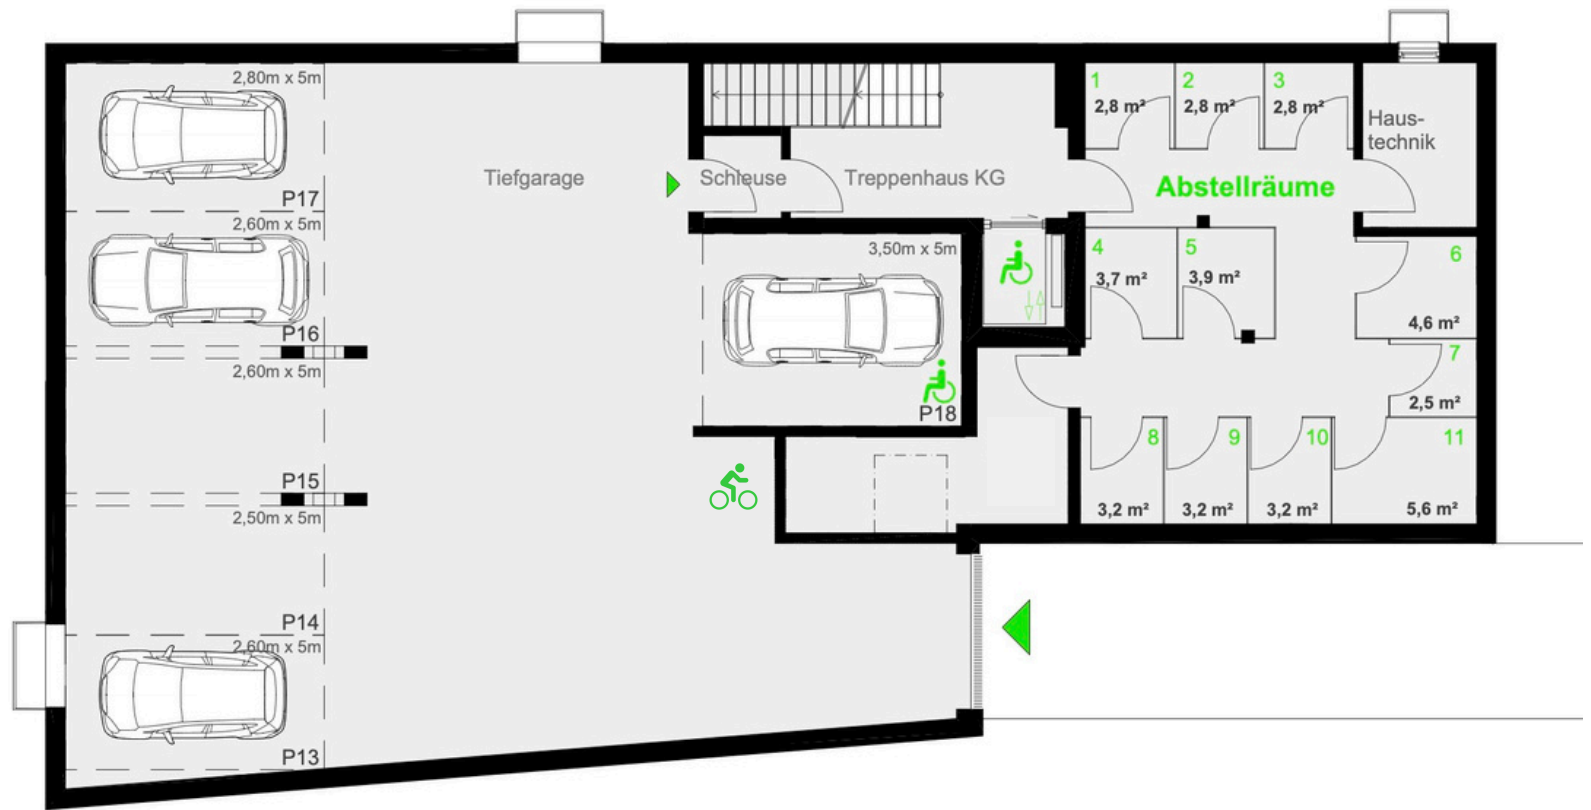 2,80m x 5m
P17
2,60m x 5m
P16
2,60m x 5m
P15
2,50m x 5m
P14
2,60m x 5m
P13
Tiefgarage
Schleuse
Treppenhaus KG
3,50m x 5m
P18
1
2,8 m²
2
2,8 m²
3
2,8 m²
Haus-
technik
Abstellräume
4
3,7 m²
5
3,9 m²
6
4,6 m²
7
2,5 m²
8
3,2 m²
9
3,2 m²
10
3,2 m²
11
5,6 m²